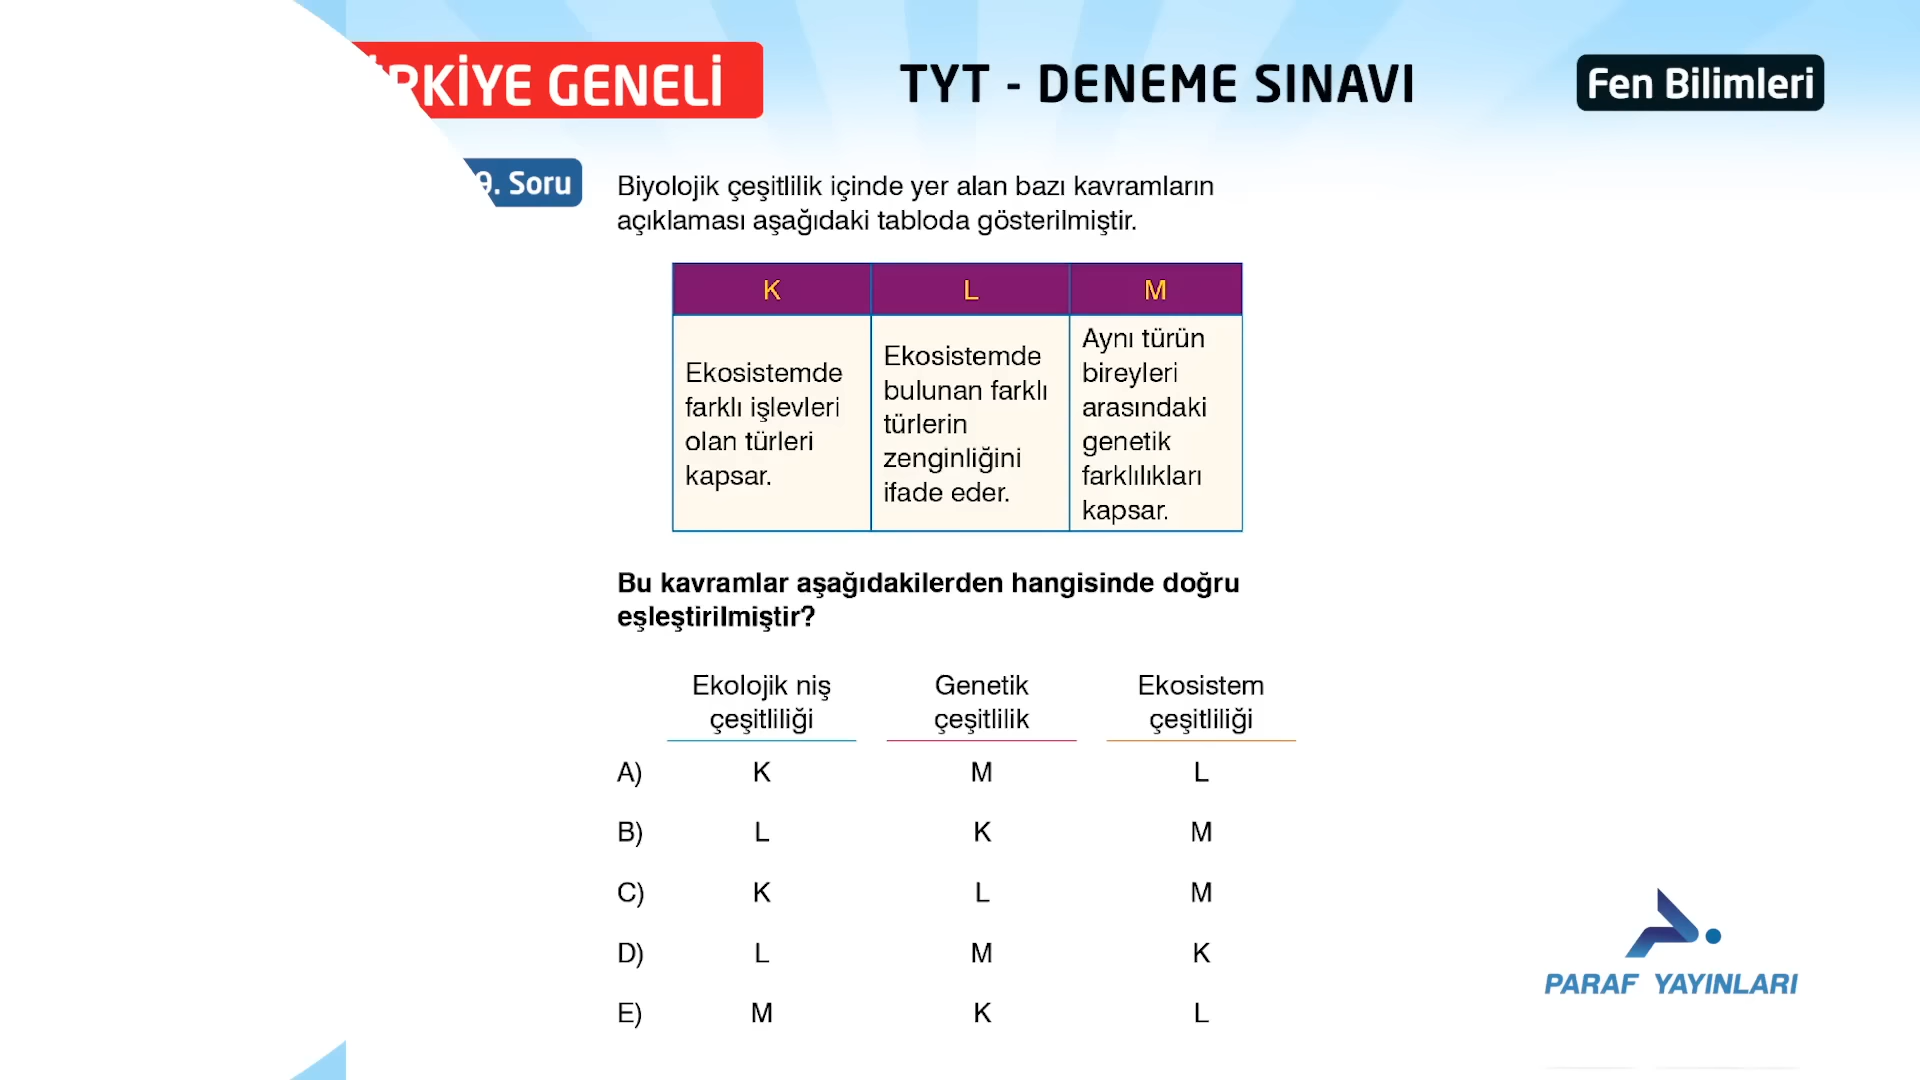 RKİYE GENELİ
TYT - DENEME SINAVI
Fen Bilimleri
9. Soru
Biyolojik çeşitlilik içinde yer alan bazı kavramların
açıklaması aşağıdaki tabloda gösterilmiştir.
K L M
Ekosistemde
farklı işlevleri
olan türleri
kapsar.
Ekosistemde
bulunan farklı
türlerin
zenginliğini
ifade eder.
Aynı türün
bireyleri
arasındaki
genetik
farklılıkları
kapsar.
Bu kavramlar aşağıdakilerden hangisinde doğru
eşleştirilmiştir?
Ekolojik niş
çeşitliliği
Genetik
çeşitlilik
Ekosistem
çeşitliliği
A) K M L
B) L K M
C) K L M
D) L M K
E) M K L
PARAF YAYINLARI